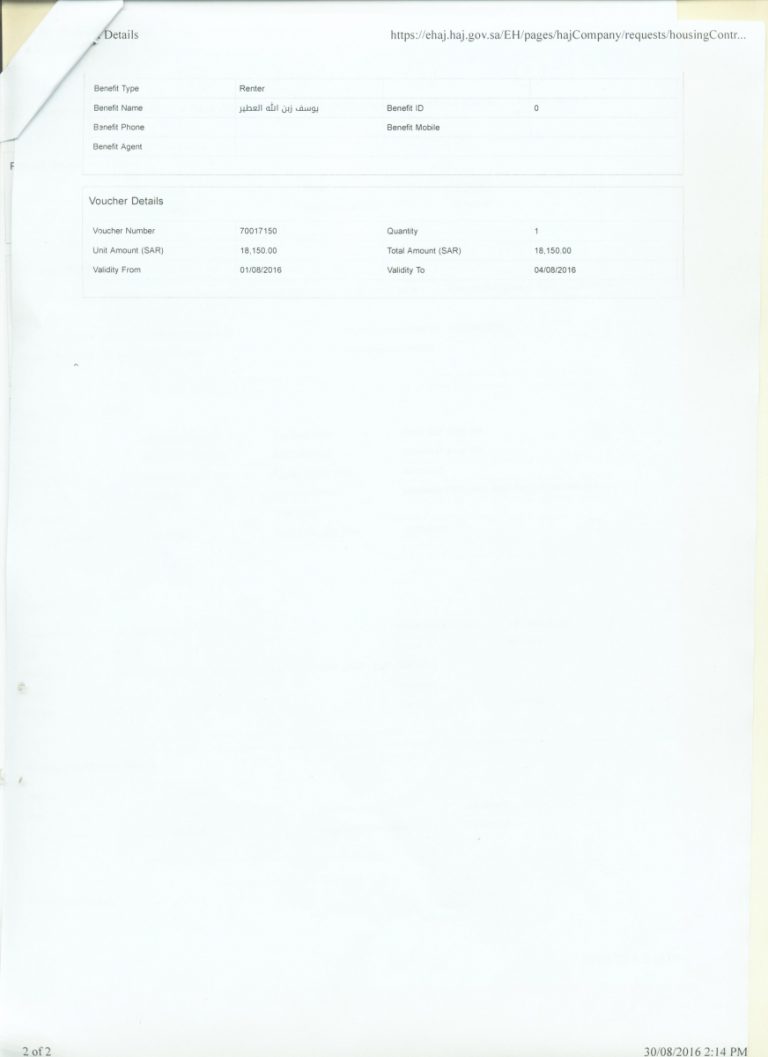 Details https://ehaj.haj.gov.sa/EH/pages/hajCompany/requests/housingContr...
Benefit Type Renter
Benefit Name يوسف زبن الله العطير Benefit ID 0
Benefit Phone Benefit Mobile
Benefit Agent
Voucher Details
Voucher Number 70017150 Quantity 1
Unit Amount (SAR) 18,150.00 Total Amount (SAR) 18,150.00
Validity From 01/08/2016 Validity To 04/08/2016
2 of 2 30/08/2016 2:14 PM